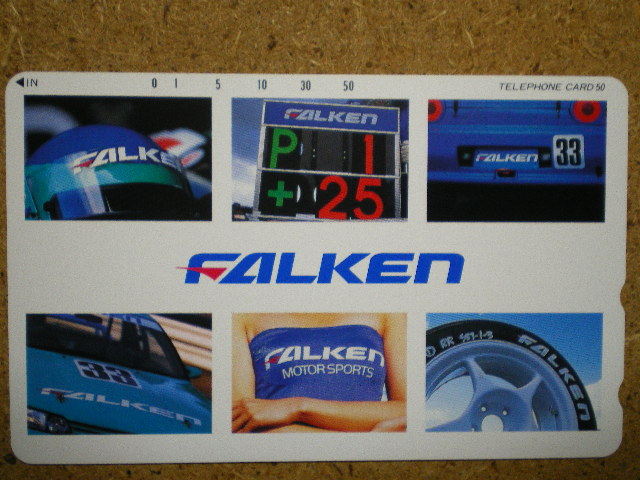 IN 0 1 5 10 30 50 TELEPHONE CARD 50
FALKEN
FALKEN
P 1
+ 25
FALKEN 33
FALKEN
33
FALKEN
FALKEN
MOTOR SPORTS
FALKEN